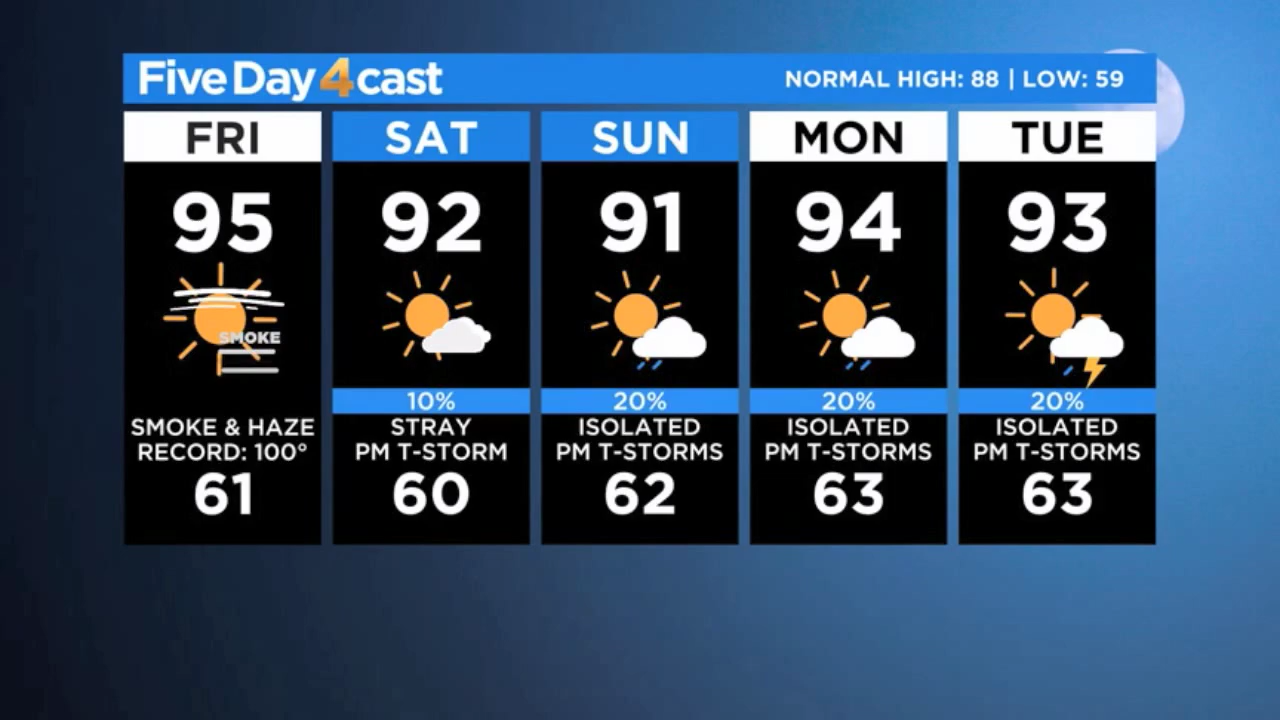 Five Day 4cast
NORMAL HIGH: 88 | LOW: 59
FRI
95
SMOKE
SMOKE & HAZE
RECORD: 100°
61
SAT
92
10%
STRAY
PM T-STORM
60
SUN
91
20%
ISOLATED
PM T-STORMS
62
MON
94
20%
ISOLATED
PM T-STORMS
63
TUE
93
20%
ISOLATED
PM T-STORMS
63